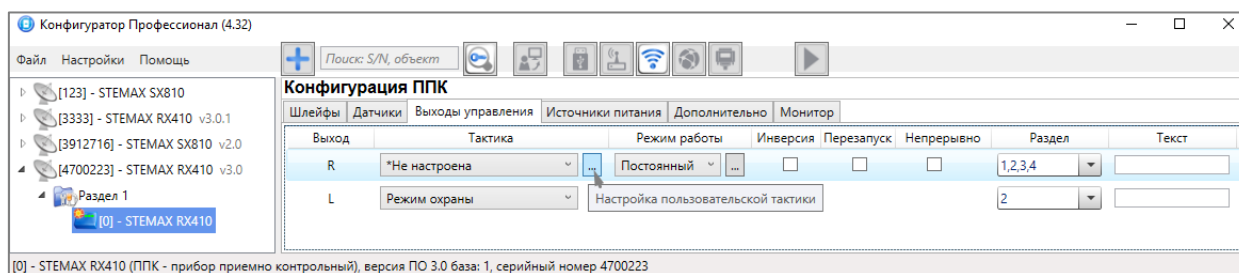 Конфигуратор Профессионал (4.32)
Файл Настройки Помощь
Поиск: S/N, объект
[123] - STEMAX SX810
[3333] - STEMAX RX410 v3.0.1
[3912716] - STEMAX SX810 v2.0
[4700223] - STEMAX RX410 v3.0
Раздел 1
[0] - STEMAX RX410
Конфигурация ППК
Шлейфы Датчики Выходы управления Источники питания Дополнительно Монитор
Выход Тактика Режим работы Инверсия Перезапуск Непрерывно Раздел Текст
R *Не настроена ... Постоянный ... 1,2,3,4
L Режим охраны 2
Настройка пользовательской тактики
[0] - STEMAX RX410 (ППК - прибор приемно контрольный), версия ПО 3.0 база: 1, серийный номер 4700223